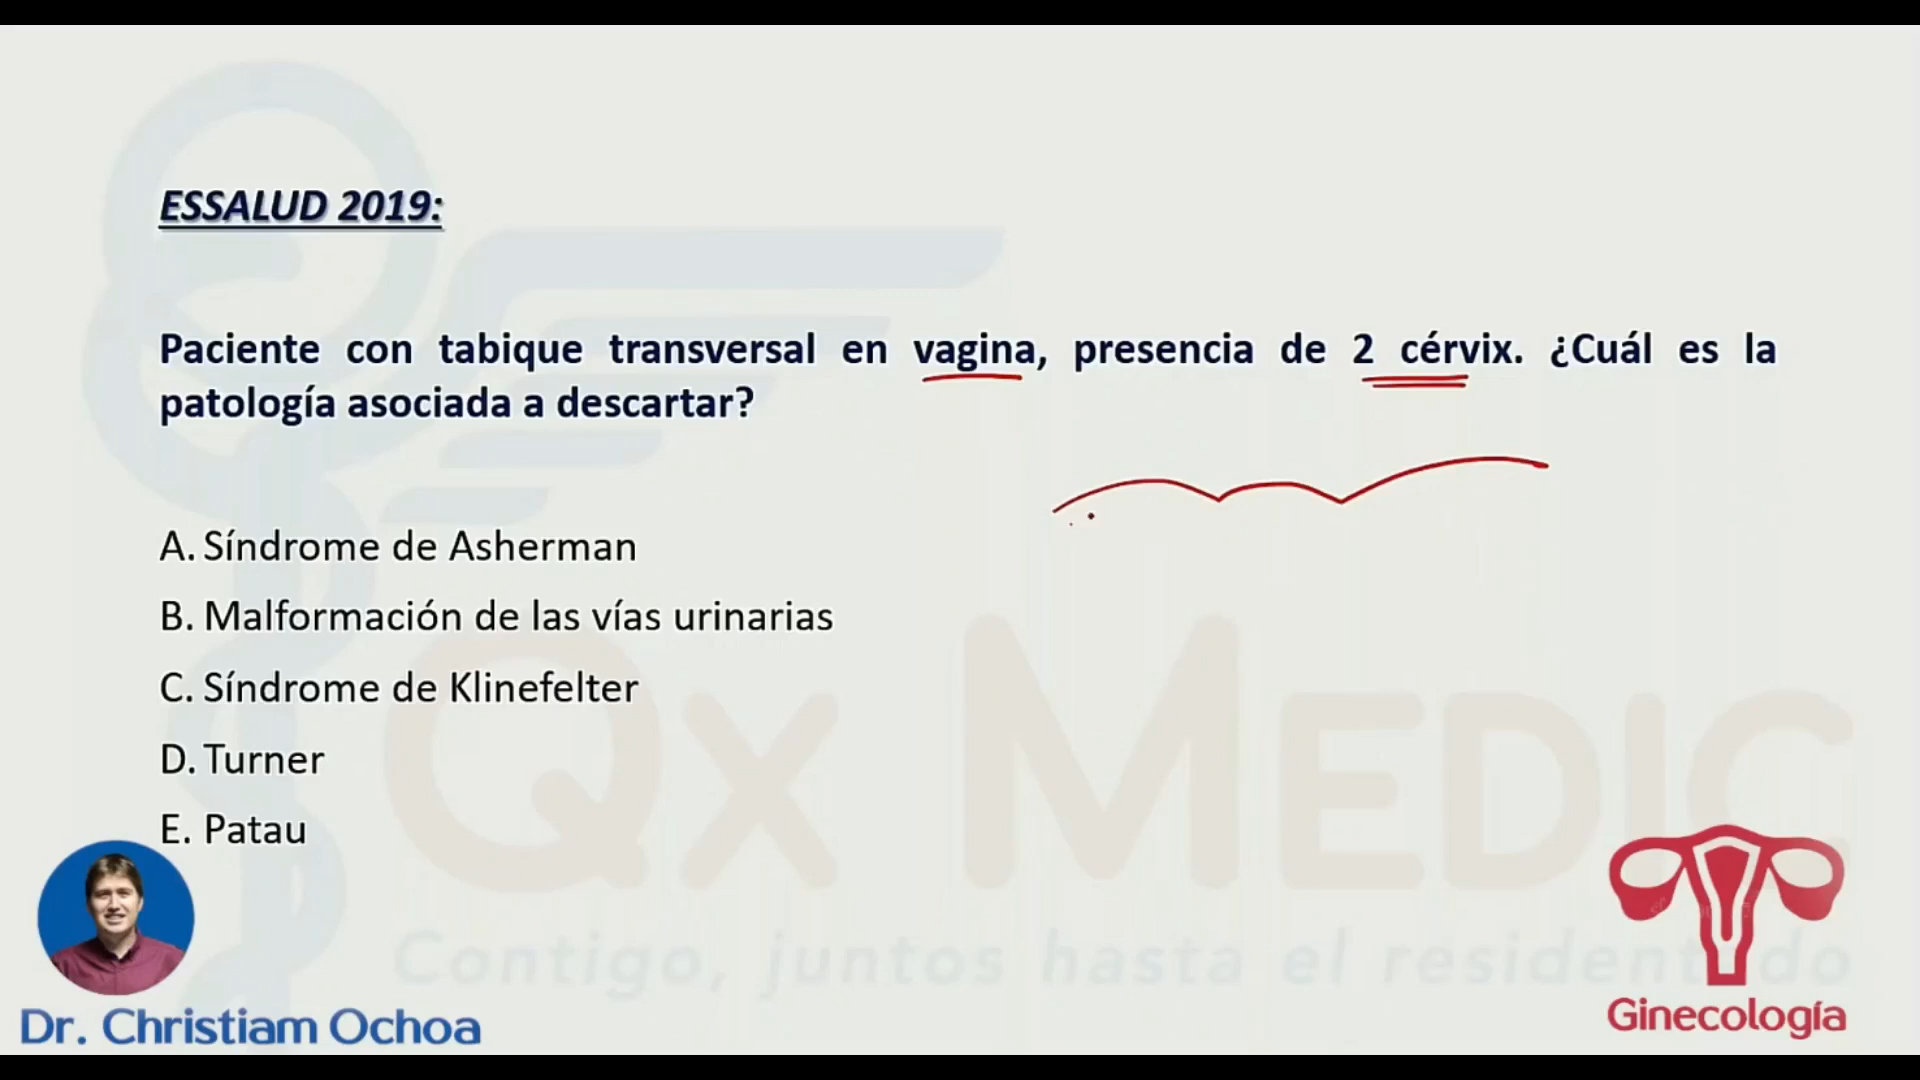 ESSALUD 2019:
Paciente con tabique transversal en vagina, presencia de 2 cérvix. ¿Cuál es la
patología asociada a descartar?
A. Síndrome de Asherman
B. Malformación de las vías urinarias
C. Síndrome de Klinefelter
D. Turner
E. Patau
Qx MEDIC
Contigo, juntos hasta el residentado
Dr. Christiam Ochoa
Ginecología